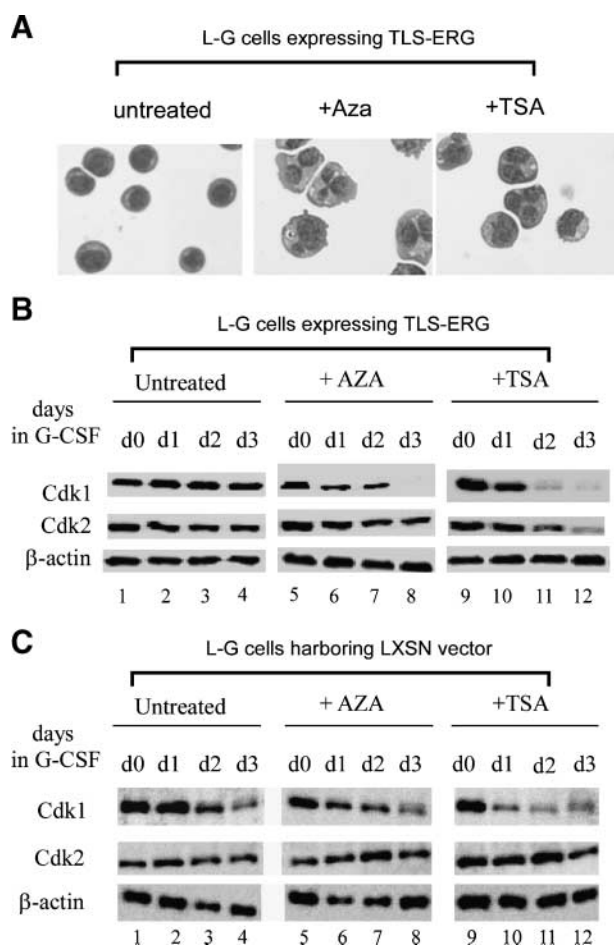 A
L-G cells expressing TLS-ERG
untreated +Aza +TSA
B
L-G cells expressing TLS-ERG
Untreated + AZA +TSA
days
in G-CSF d0 d1 d2 d3 d0 d1 d2 d3 d0 d1 d2 d3
Cdk1
Cdk2
β-actin
1 2 3 4 5 6 7 8 9 10 11 12
C
L-G cells harboring LXSN vector
Untreated + AZA +TSA
days
in G-CSF d0 d1 d2 d3 d0 d1 d2 d3 d0 d1 d2 d3
Cdk1
Cdk2
β-actin
1 2 3 4 5 6 7 8 9 10 11 12